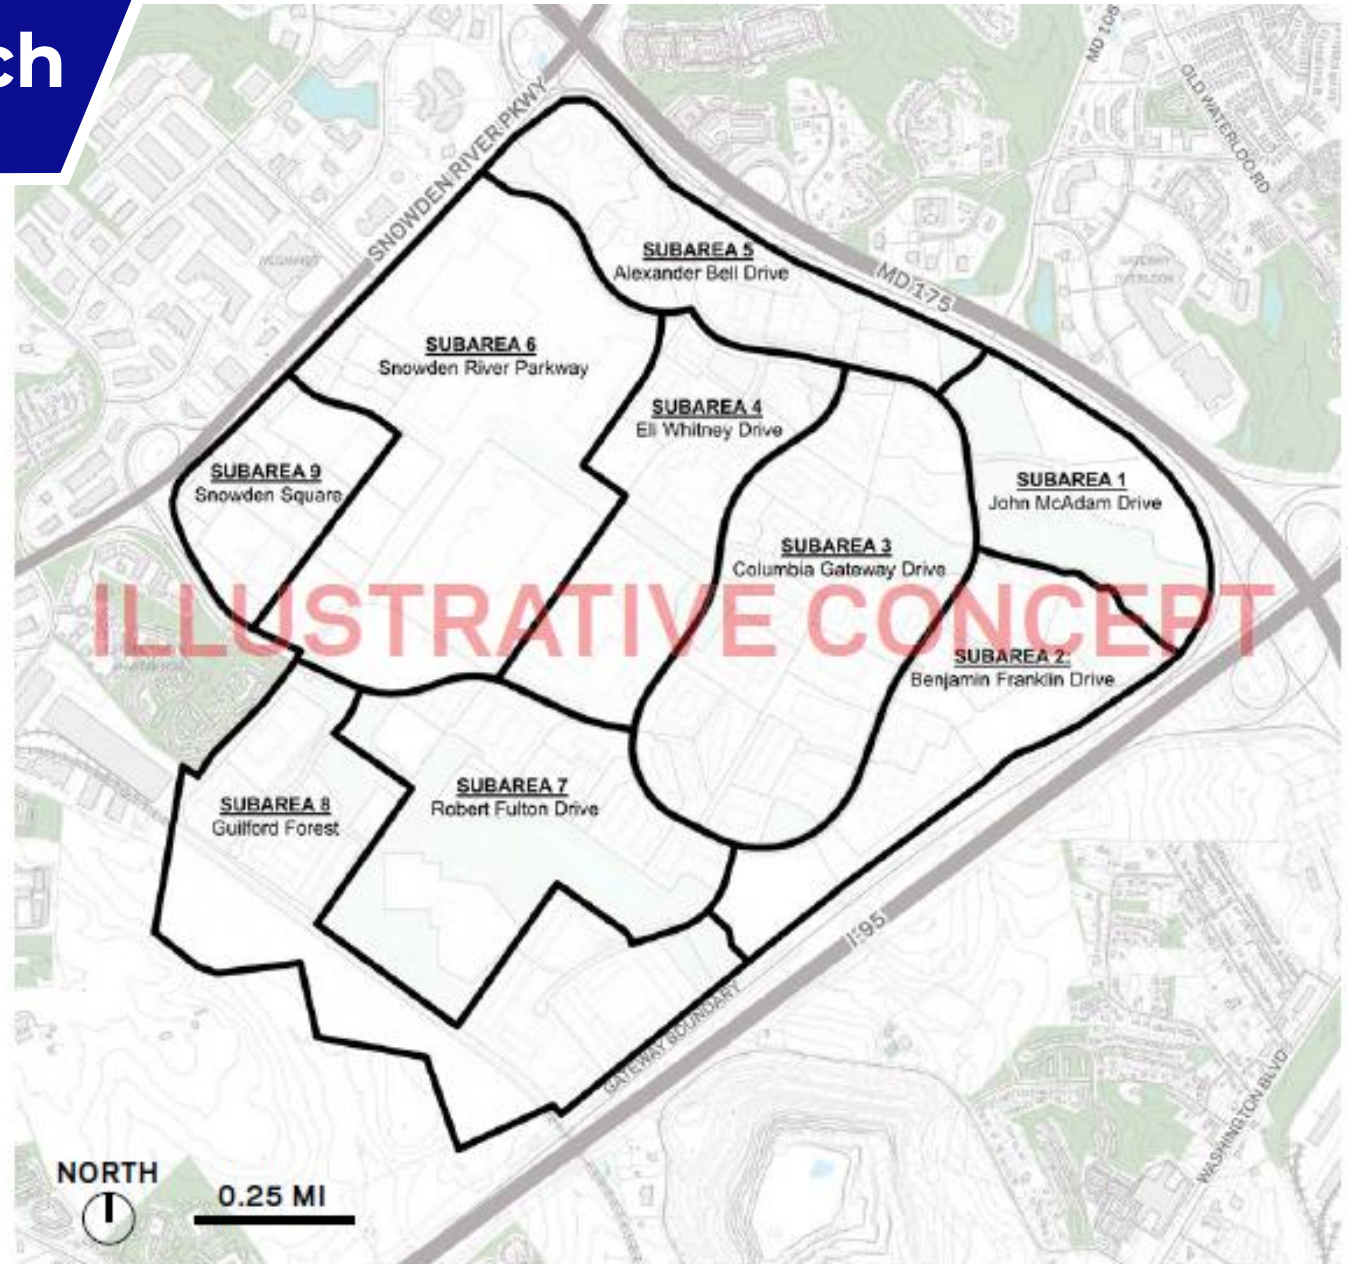 ch
SNOWDEN RIVER PKWY
MD 108
OLD WATERLOO RD
SUBAREA 5
Alexander Bell Drive
MD 175
GATEWAY
OVERLOOK
SUBAREA 6
Snowden River Parkway
SUBAREA 4
Eli Whitney Drive
SUBAREA 9
Snowden Square
SUBAREA 1
John McAdam Drive
SUBAREA 3
Columbia Gateway Drive
ILLUSTRATIVE CONCEPT
SUBAREA 2:
Benjamin Franklin Drive
SUBAREA 7
Robert Fulton Drive
SUBAREA 8
Guilford Forest
I-95
GATEWAY BOUNDARY
WASHINGTON BLVD
NORTH
0.25 MI